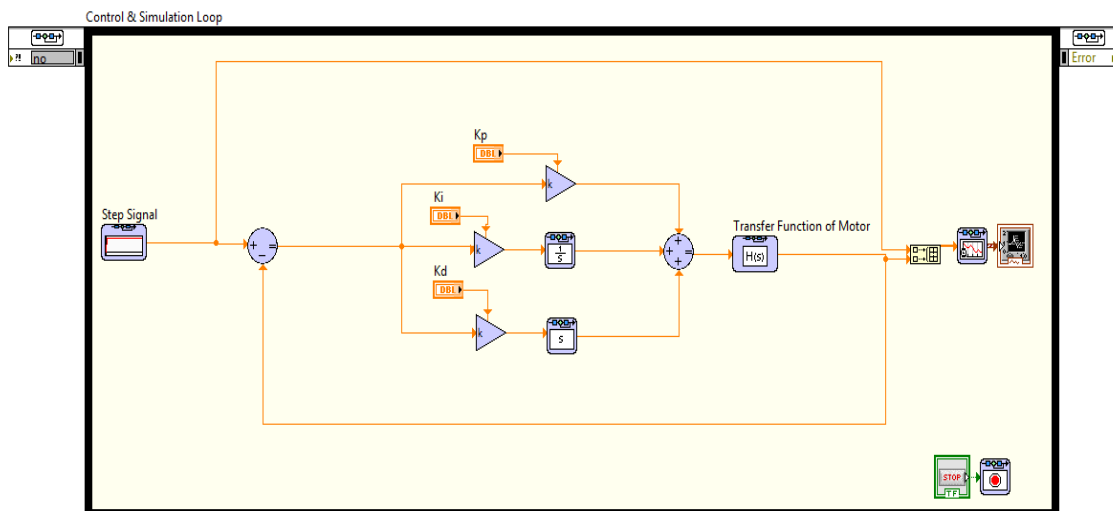 Control & Simulation Loop
no
Error
Kp
DBL
k
Ki
DBL
k
1
s
Step Signal
+
=
−
+
+
+
=
Transfer Function of Motor
H(s)
Kd
DBL
k
s
STOP
TF